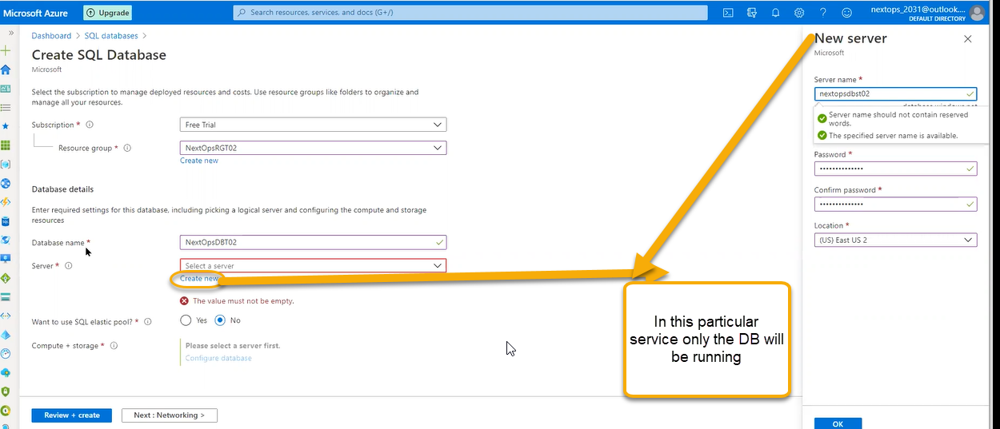 Microsoft Azure
Upgrade
Search resources, services, and docs (G+/)
nextops_2031@outlook....
DEFAULT DIRECTORY
Dashboard > SQL databases >
Create SQL Database
Microsoft
Select the subscription to manage deployed resources and costs. Use resource groups like folders to organize and
manage all your resources.
Subscription *
Free Trial
Resource group *
NextOpsRGT02
Create new
Database details
Enter required settings for this database, including picking a logical server and configuring the compute and storage
resources
Database name *
NextOpsDBT02
Server *
Select a server
Create new
The value must not be empty.
Want to use SQL elastic pool? *
Yes
No
Compute + storage *
Please select a server first.
Configure database
Review + create
Next : Networking >
In this particular
service only the DB will
be running
New server
Microsoft
Server name *
nextopsdbst02
.database.windows.net
Server name should not contain reserved
words.
The specified server name is available.
Password *
Confirm password *
Location *
(US) East US 2
OK